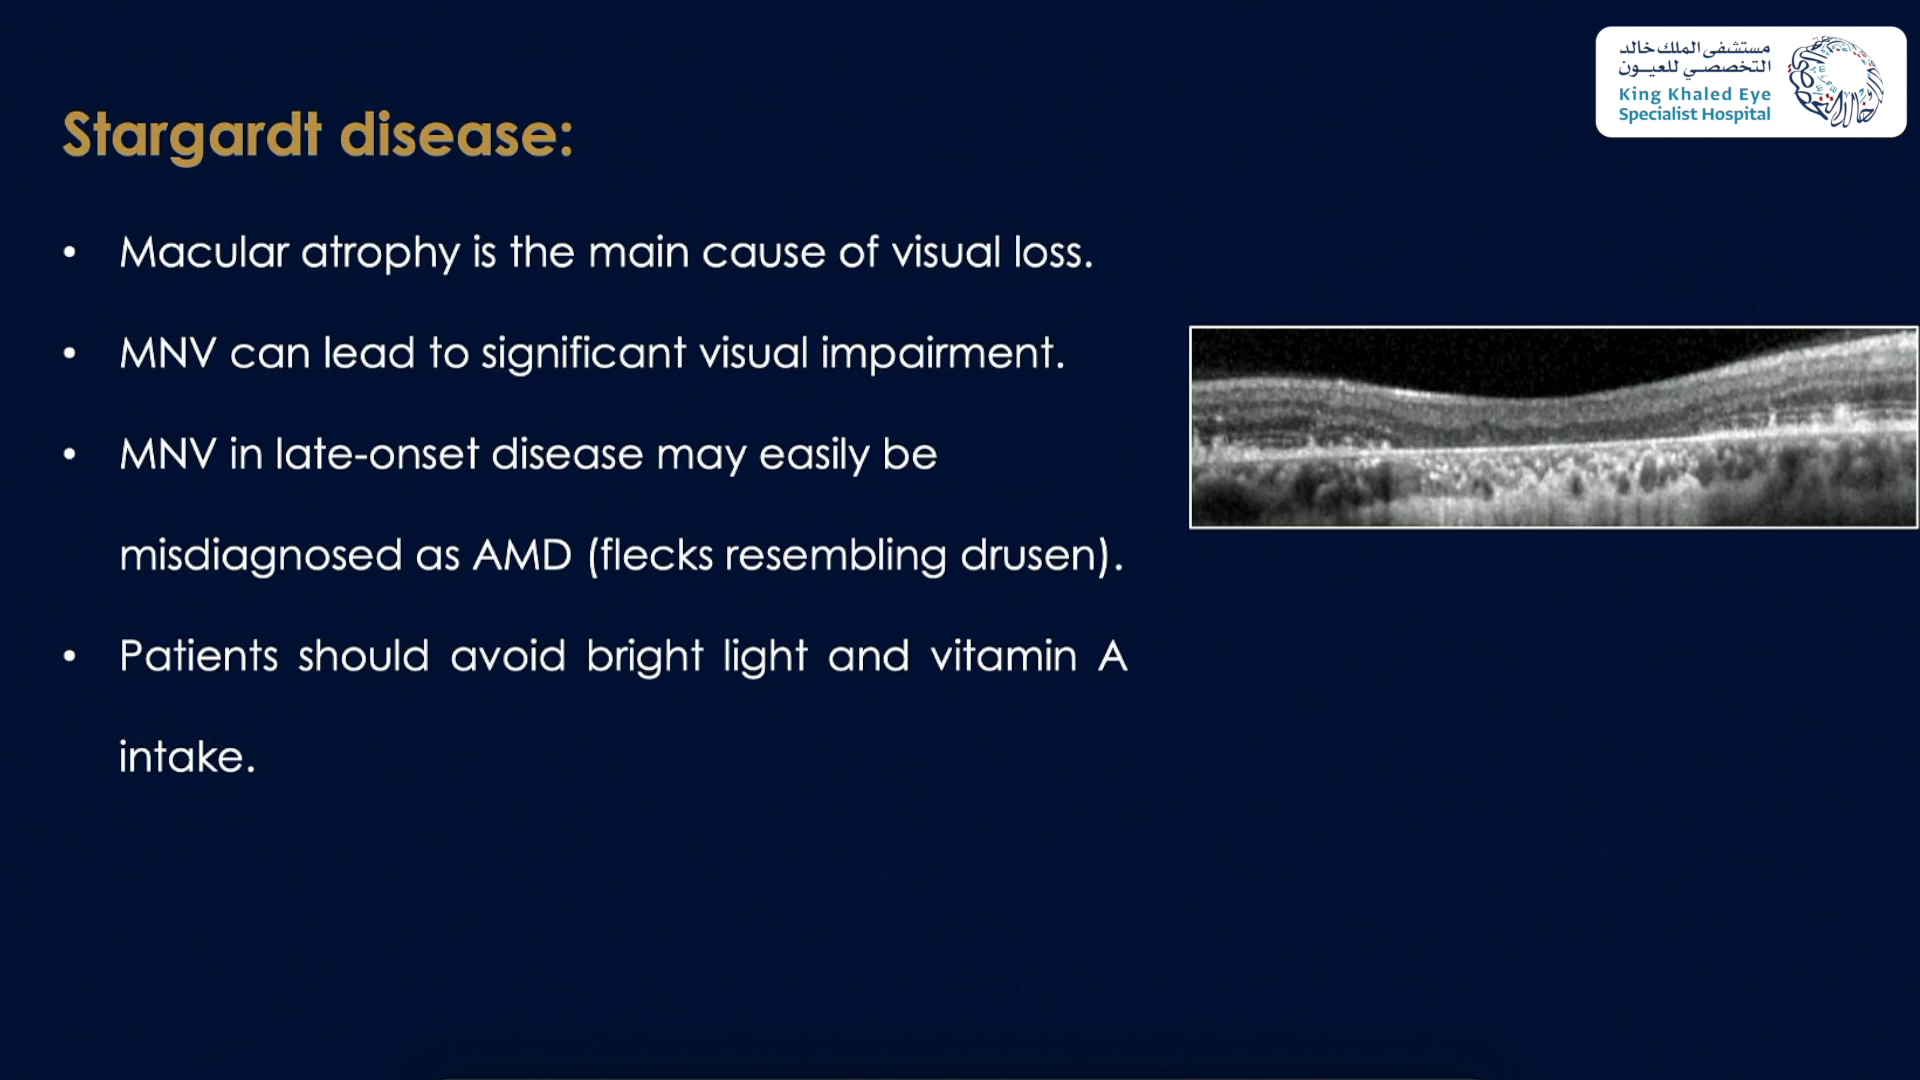 مستشفى الملك خالد
التخصصي للعيون
King Khaled Eye
Specialist Hospital
Stargardt disease:
• Macular atrophy is the main cause of visual loss.
• MNV can lead to significant visual impairment.
• MNV in late-onset disease may easily be
misdiagnosed as AMD (flecks resembling drusen).
• Patients should avoid bright light and vitamin A
intake.